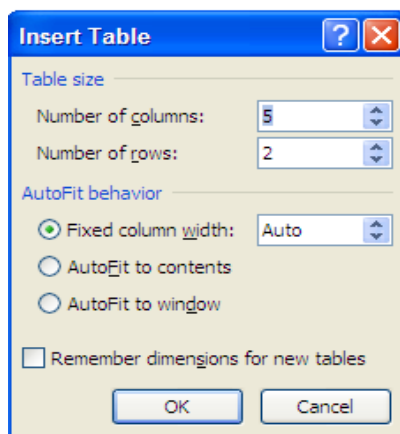 Insert Table
Table size
Number of columns: 5
Number of rows: 2
AutoFit behavior
Fixed column width: Auto
AutoFit to contents
AutoFit to window
Remember dimensions for new tables
OK Cancel